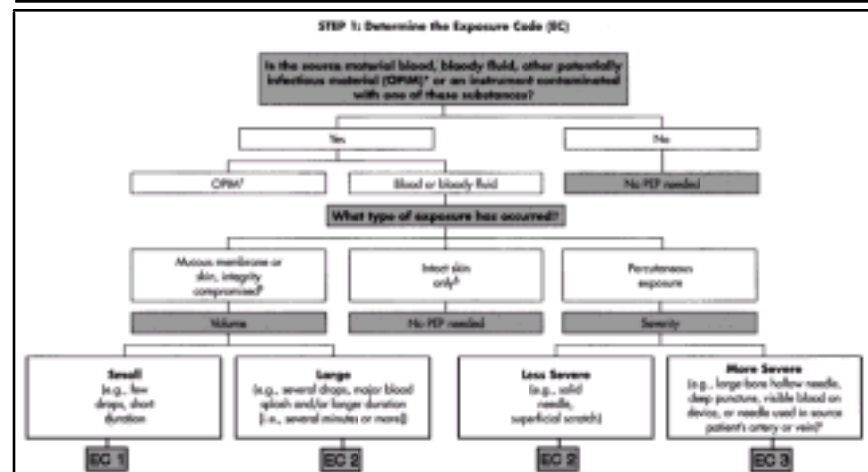 STEP 1: Determine the Exposure Code (EC)
Is the source material blood, bloody fluid, other potentially
infectious material (OPIM)* or an instrument contaminated
with one of these substances?
Yes
No
OPIM†
Blood or bloody fluid
No PEP needed
What type of exposure has occurred?
Mucous membrane or
skin, integrity
compromised
Intact skin
only
Percutaneous
exposure
Volume
No PEP needed
Severity
Small
(e.g., few
drops, short
duration
Large
(e.g., several drops, major blood
splash and/or longer duration
[i.e., several minutes or more])
Less Severe
(e.g., solid
needle,
superficial scratch)
More Severe
(e.g., large-bore hollow needle,
deep puncture, visible blood on
device, or needle used in source
patient's artery or vein)
EC 1
EC 2
EC 2
EC 3